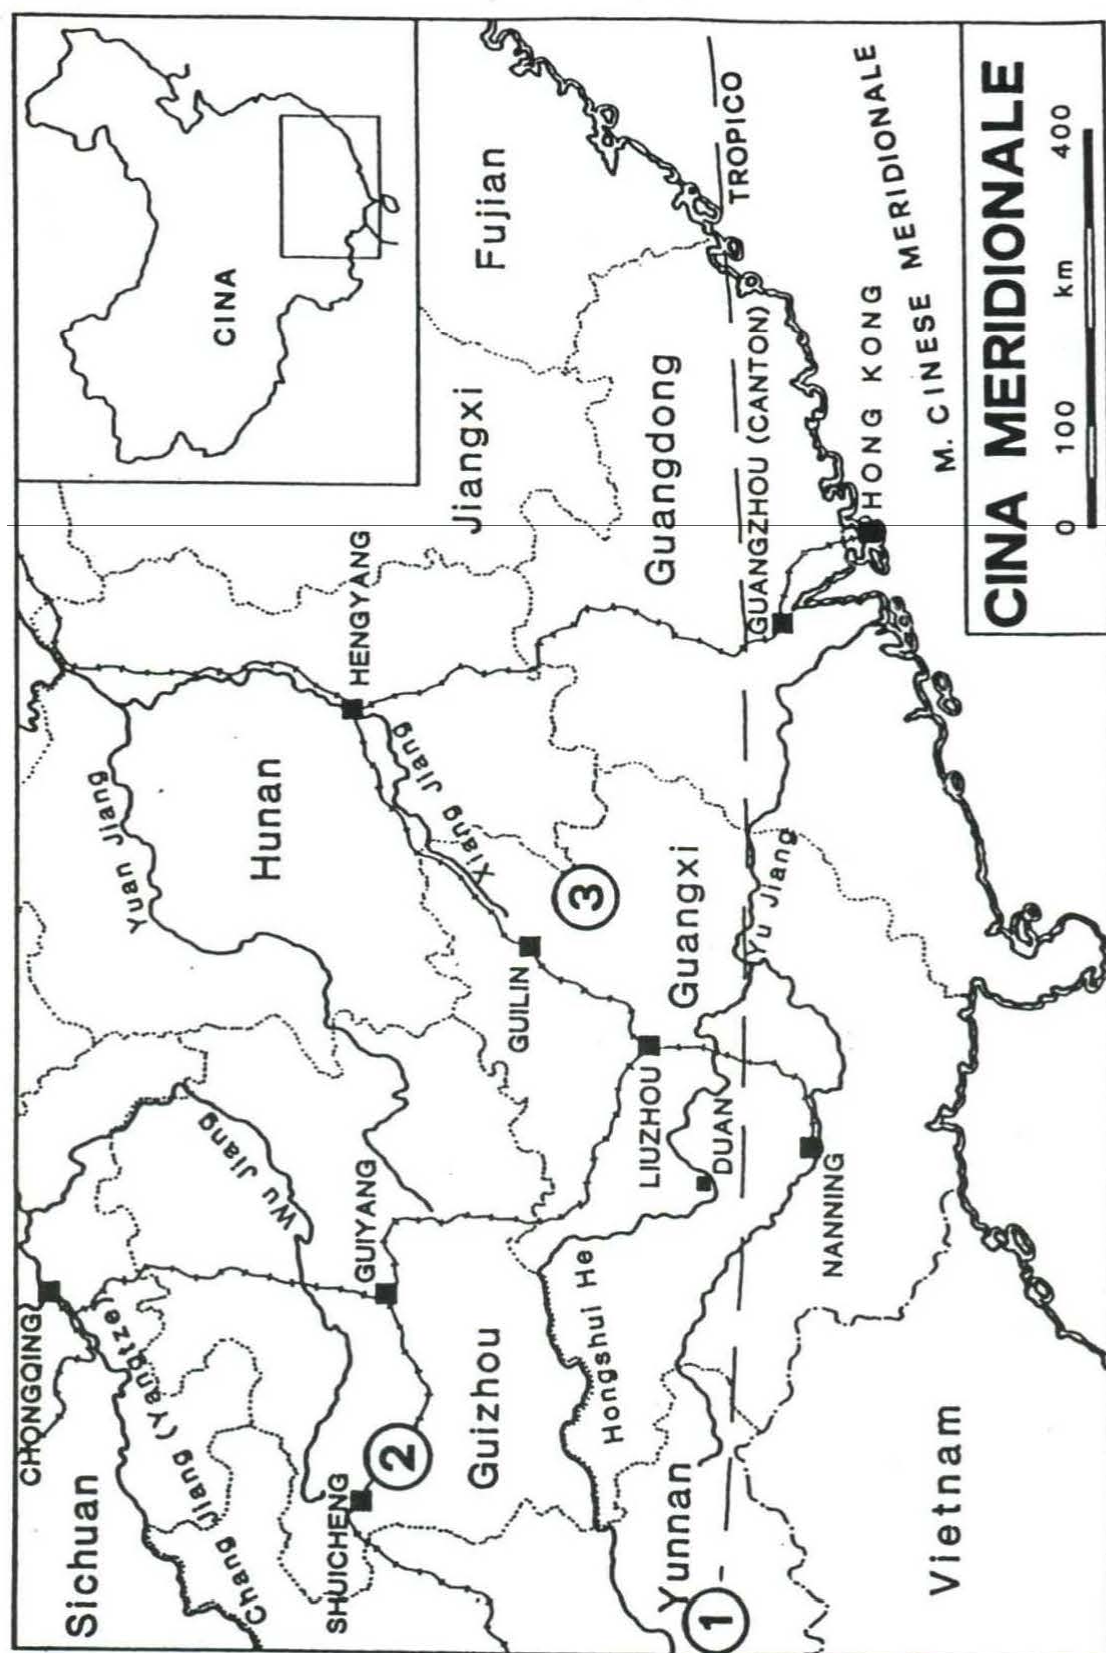 CINA
Fujian
TROPICO
Jiangxi
Guangdong
GUANGZHOU (CANTON)
HONG KONG
M. CINESE MERIDIONALE
HENGYANG
Hunan
Yuan Jiang
Xiang Jiang
3
GUILIN
Guangxi
Yu Jiang
LIUZHOU
DUAN
NANNING
Wu Jiang
GUIYANG
CHONGQING
Chang Jiang (Yangtze)
Sichuan
SHUICHENG
2
Guizhou
Hongshui He
Yunnan
1
Vietnam
CINA MERIDIONALE
0 100 km 400